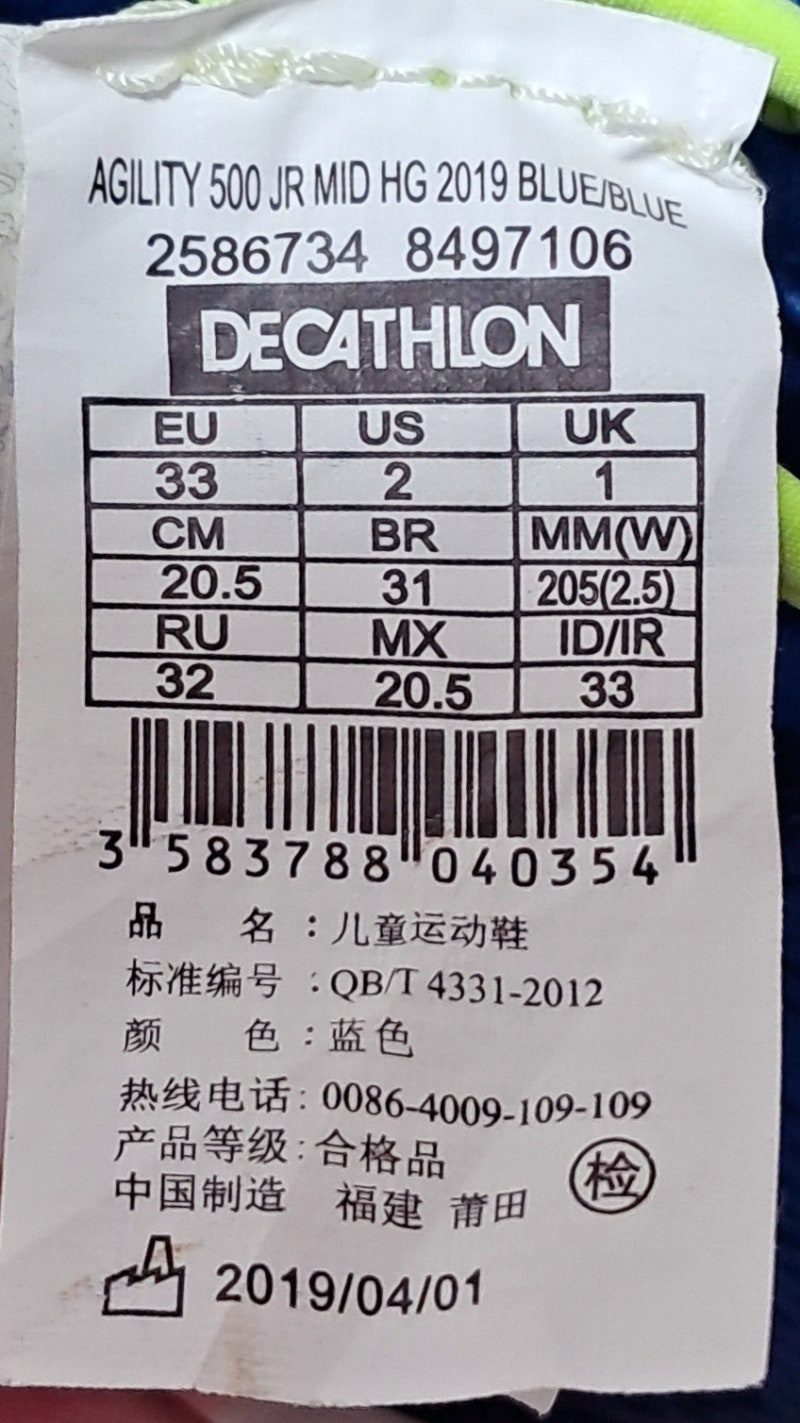 AGILITY 500 JR MID HG 2019 BLUE/BLUE
2586734 8497106
DECATHLON
EU US UK
33 2 1
CM BR MM(W)
20.5 31 205(2.5)
RU MX ID/IR
32 20.5 33
3 583788 040354
品 名：儿童运动鞋
标准编号：QB/T 4331-2012
颜 色：蓝色
热线电话：0086-4009-109-109
产品等级：合格品
中国制造 福建 莆田 检
2019/04/01